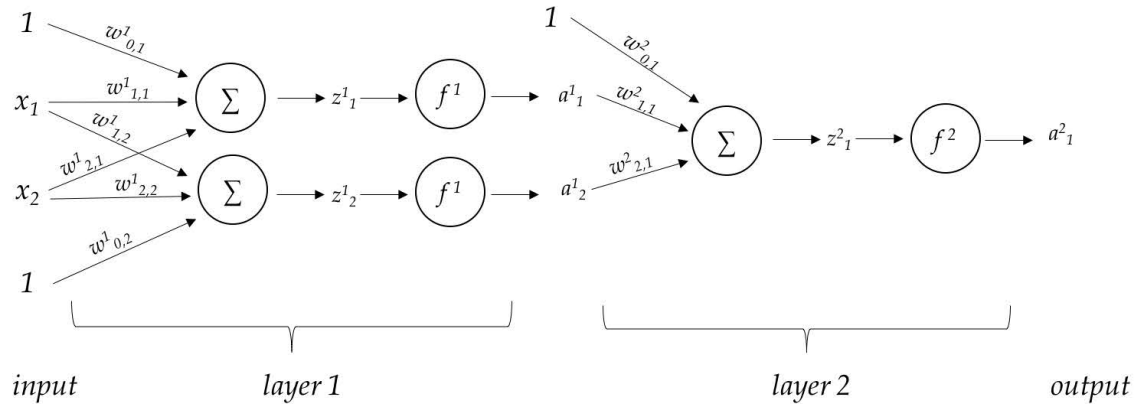 1
w¹₀,₁
x₁
w¹₁,₁
w¹₁,₂
w¹₂,₁
x₂
w¹₂,₂
w¹₀,₂
1
∑
z¹₁
f¹
a¹₁
∑
z¹₂
f¹
a¹₂
1
w²₀,₁
w²₁,₁
w²₂,₁
∑
z²₁
f²
a²₁
input
layer 1
layer 2
output